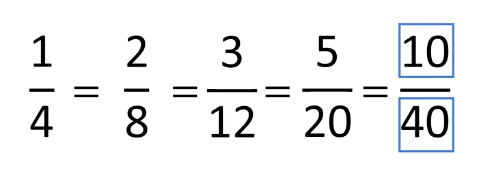 1/4 = 2/8 = 3/12 = 5/20 = 10/40